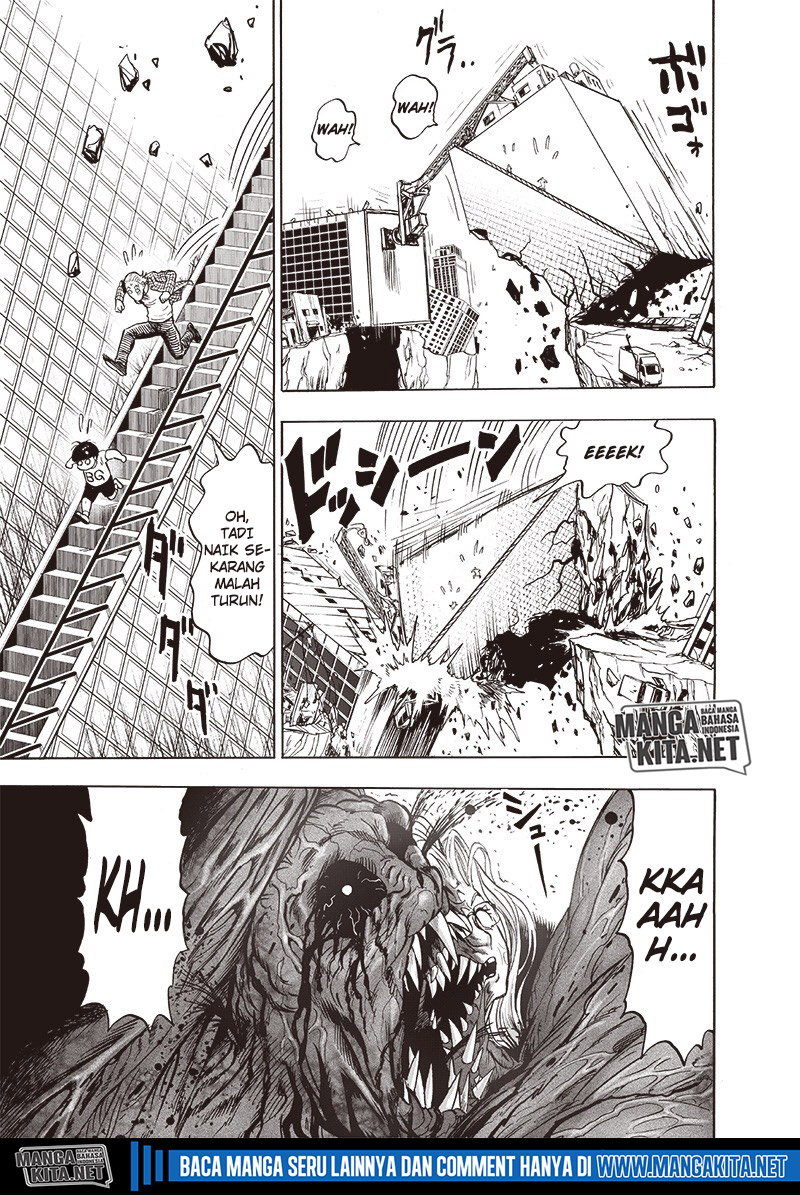 デゴォ
グラ..
WAH!
WAH!
EEEEK!
ドッシーーン
OH,
TADI
NAIK SE-
KARANG
MALAH
TURUN!
ダ
ダ
ダ
MANGA
KITA.NET
BACA MANGA
BAHASA
INDONESIA
シュー
KKA
AAH
H...
KH...
MANGA
KITA.NET
BACA MANGA SERU LAINNYA DAN COMMENT HANYA DI WWW.MANGAKITA.NET